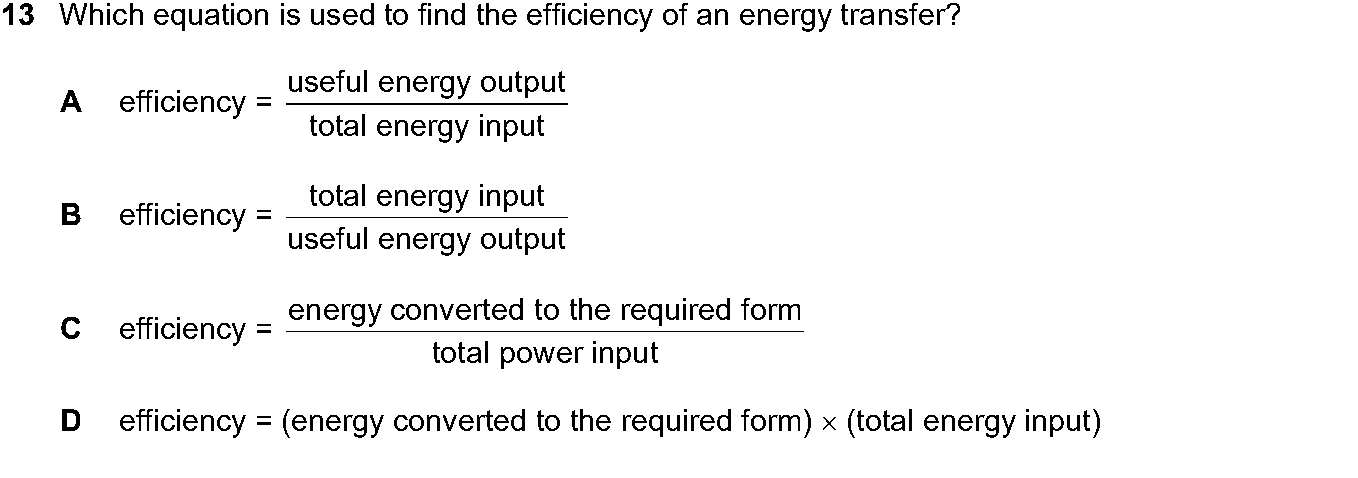 13 Which equation is used to find the efficiency of an energy transfer?
A efficiency = useful energy output
total energy input
B efficiency = total energy input
useful energy output
C efficiency = energy converted to the required form
total power input
D efficiency = (energy converted to the required form) × (total energy input)